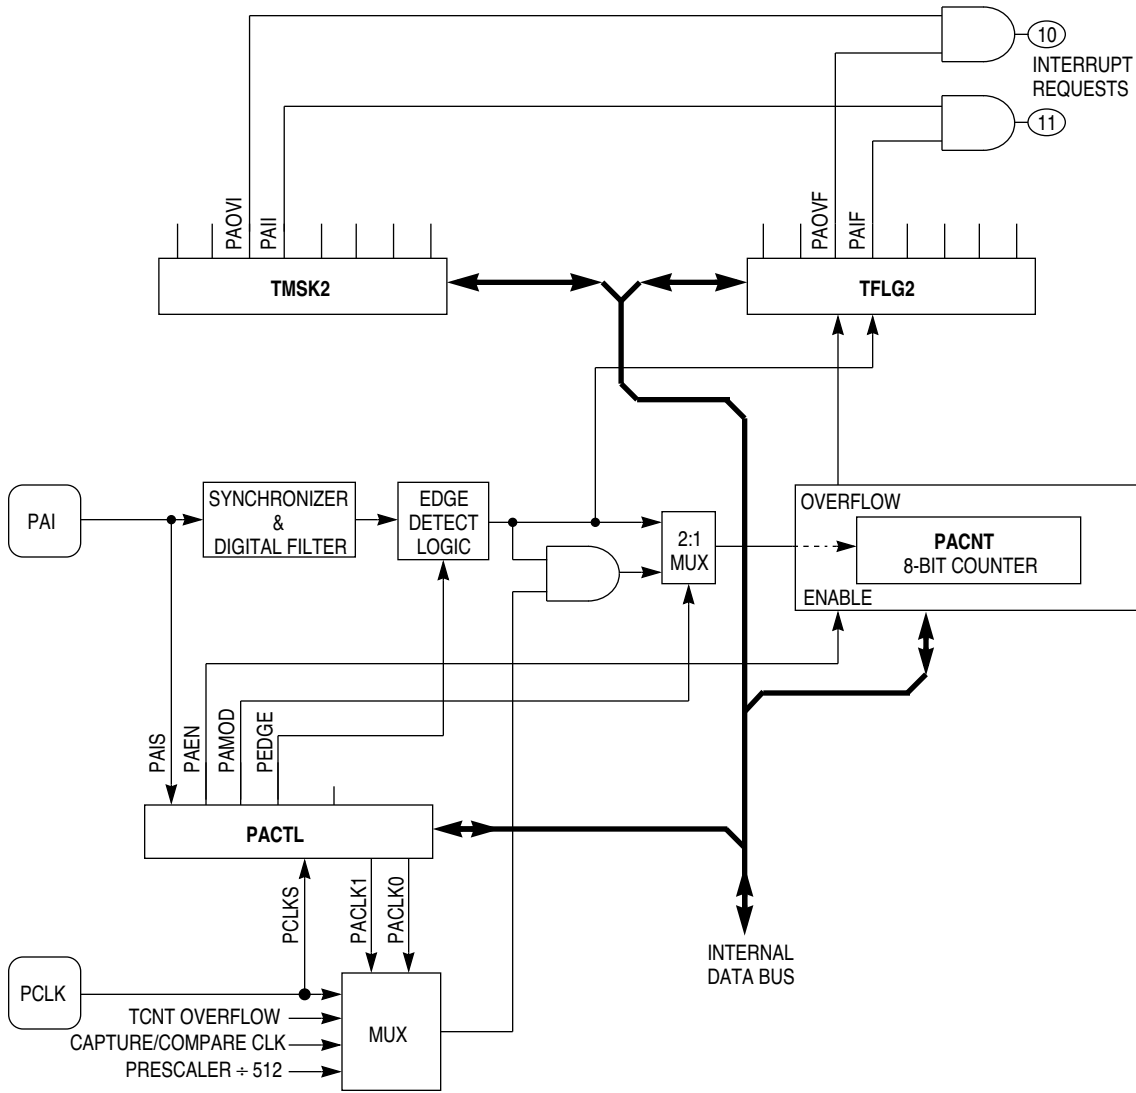 10
INTERRUPT
REQUESTS
11
PAOVI
PAII
PAOVF
PAIF
TMSK2
TFLG2
PAI
SYNCHRONIZER
&
DIGITAL FILTER
EDGE
DETECT
LOGIC
2:1
MUX
OVERFLOW
PACNT
8-BIT COUNTER
ENABLE
PAIS
PAEN
PAMOD
PEDGE
PACTL
PCLKS
PACLK1
PACLK0
INTERNAL
DATA BUS
PCLK
TCNT OVERFLOW
CAPTURE/COMPARE CLK
PRESCALER ÷ 512
MUX